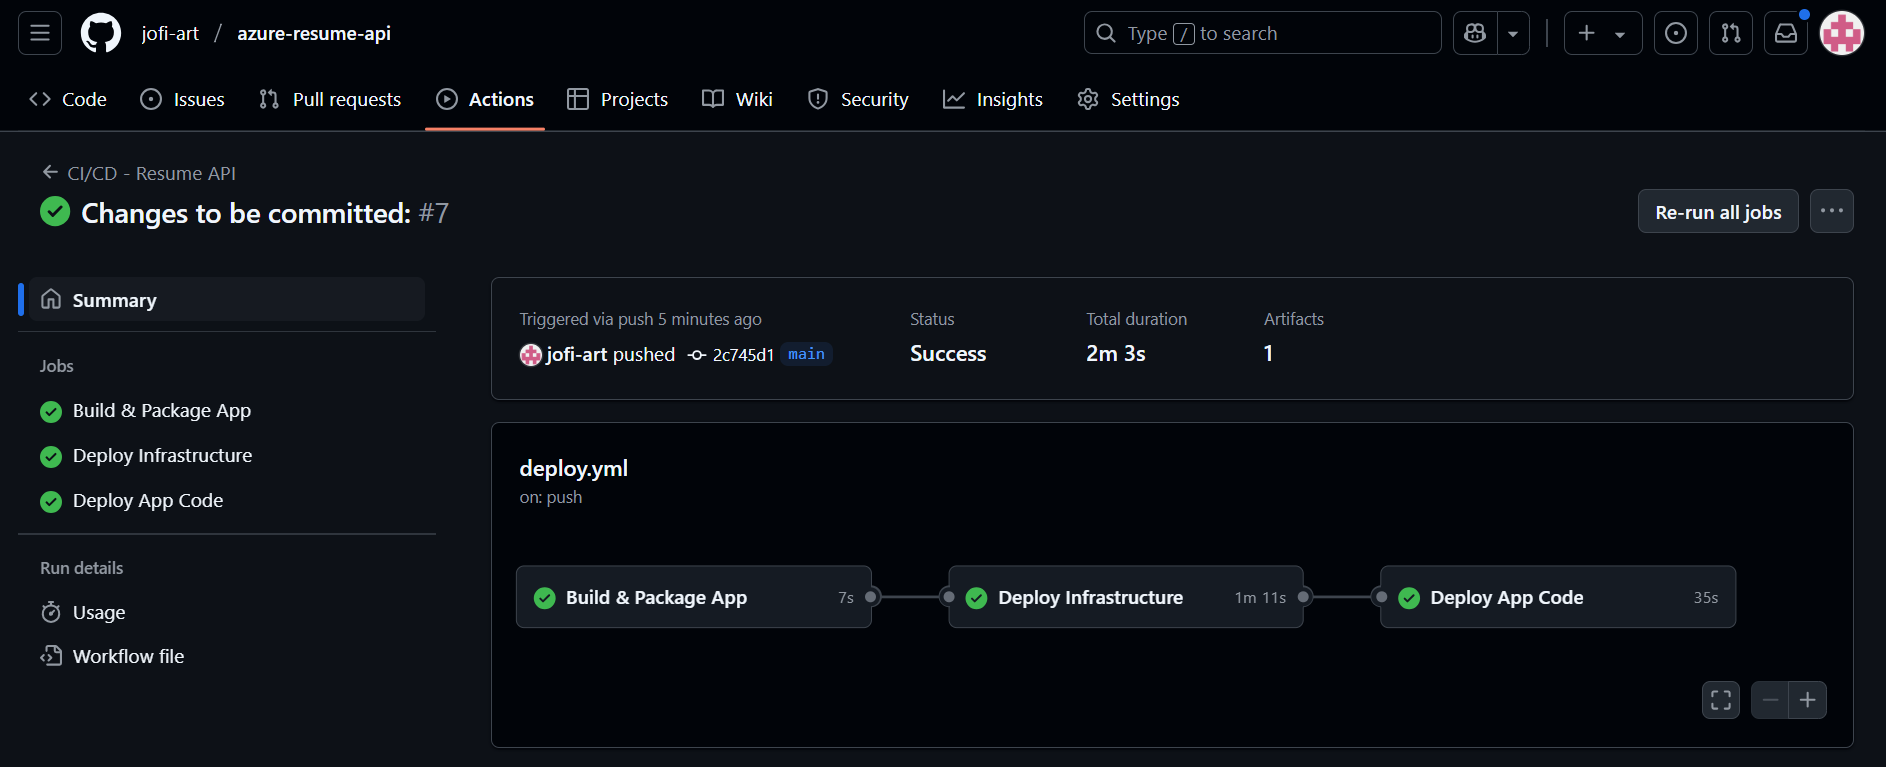 jofi-art / azure-resume-api
Type / to search
Code Issues Pull requests Actions Projects Wiki Security Insights Settings
CI/CD - Resume API
Changes to be committed: #7
Re-run all jobs
Summary
Jobs
Build & Package App
Deploy Infrastructure
Deploy App Code
Run details
Usage
Workflow file
Triggered via push 5 minutes ago
jofi-art pushed 2c745d1 main
Status
Success
Total duration
2m 3s
Artifacts
1
deploy.yml
on: push
Build & Package App 7s
Deploy Infrastructure 1m 11s
Deploy App Code 35s